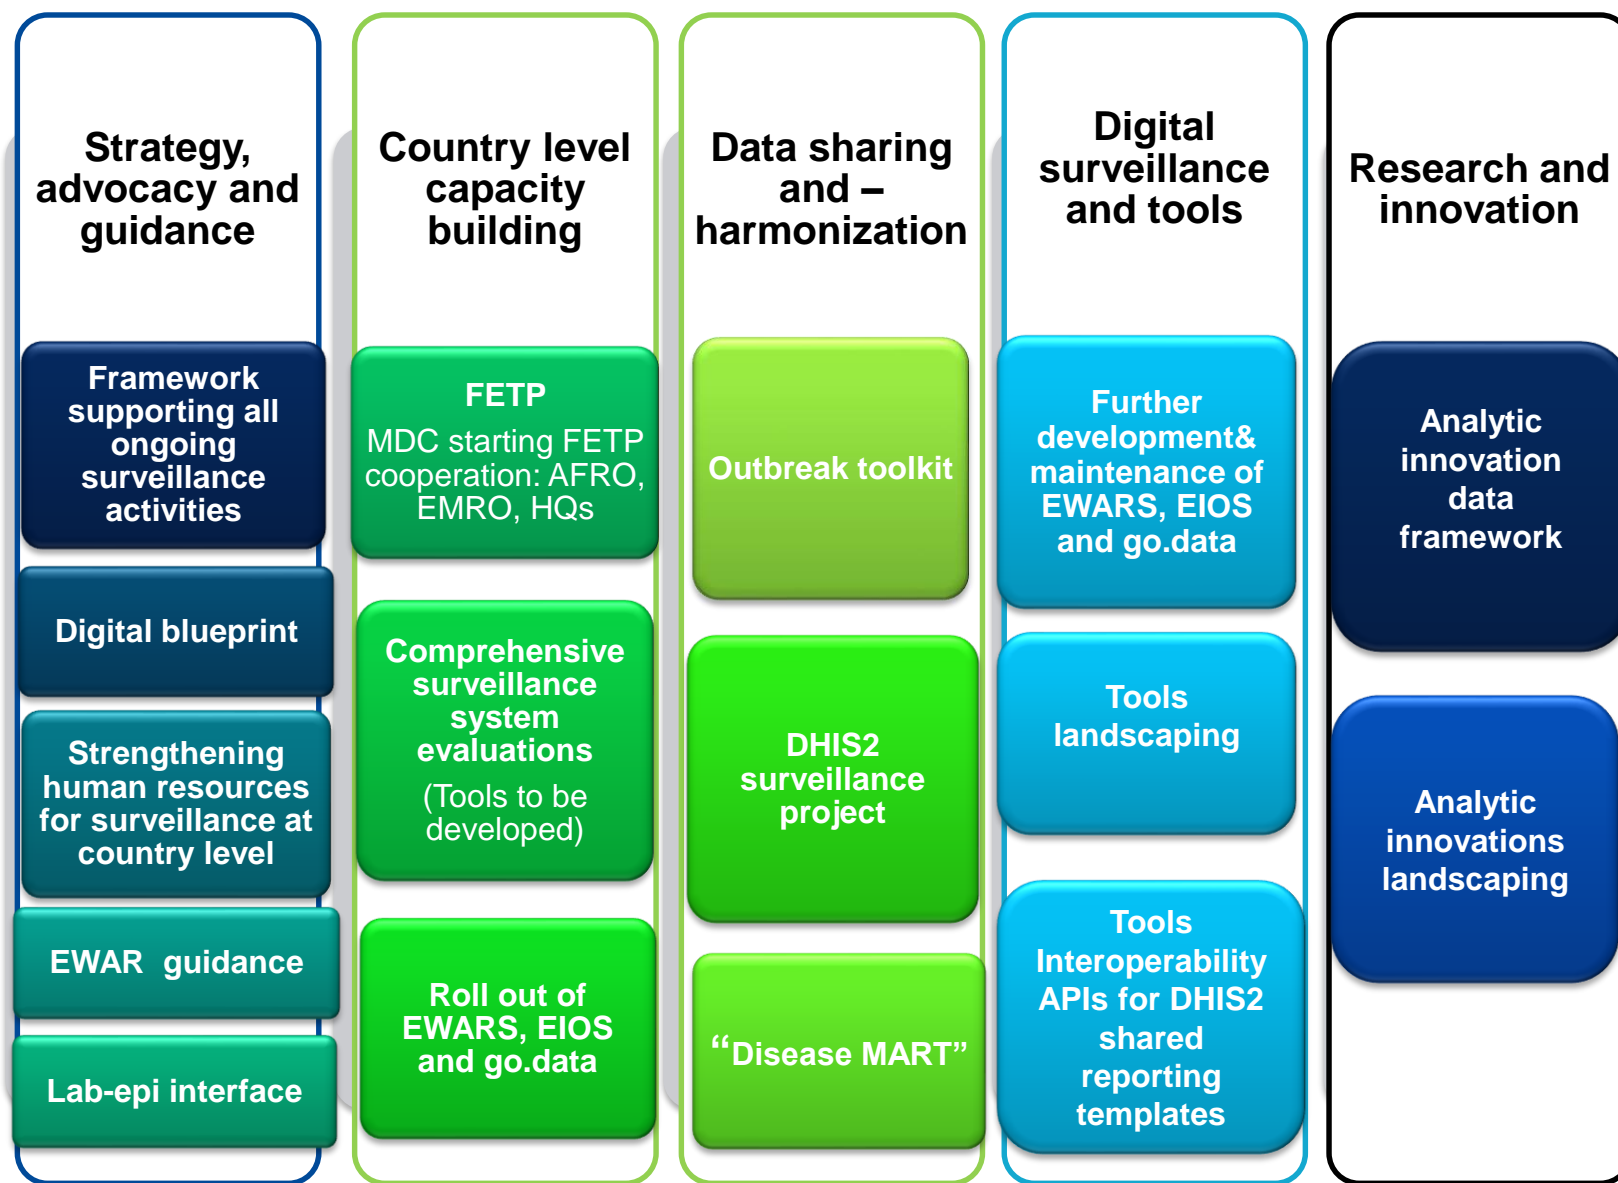 Strategy,
advocacy and
guidance
Framework
supporting all
ongoing
surveillance
activities
Digital blueprint
Strengthening
human resources
for surveillance at
country level
EWAR  guidance
Lab-epi interface
Country level
capacity
building
FETP
MDC starting FETP
cooperation: AFRO,
EMRO, HQs
Comprehensive
surveillance
system
evaluations
(Tools to be
developed)
Roll out of
EWARS, EIOS
and go.data
Data sharing
and –
harmonization
Outbreak toolkit
DHIS2
surveillance
project
“Disease MART”
Digital
surveillance
and tools
Further
development&
maintenance of
EWARS, EIOS
and go.data
Tools
landscaping
Tools
Interoperability
APIs for DHIS2
shared
reporting
templates
Research and
innovation
Analytic
innovation
data
framework
Analytic
innovations
landscaping